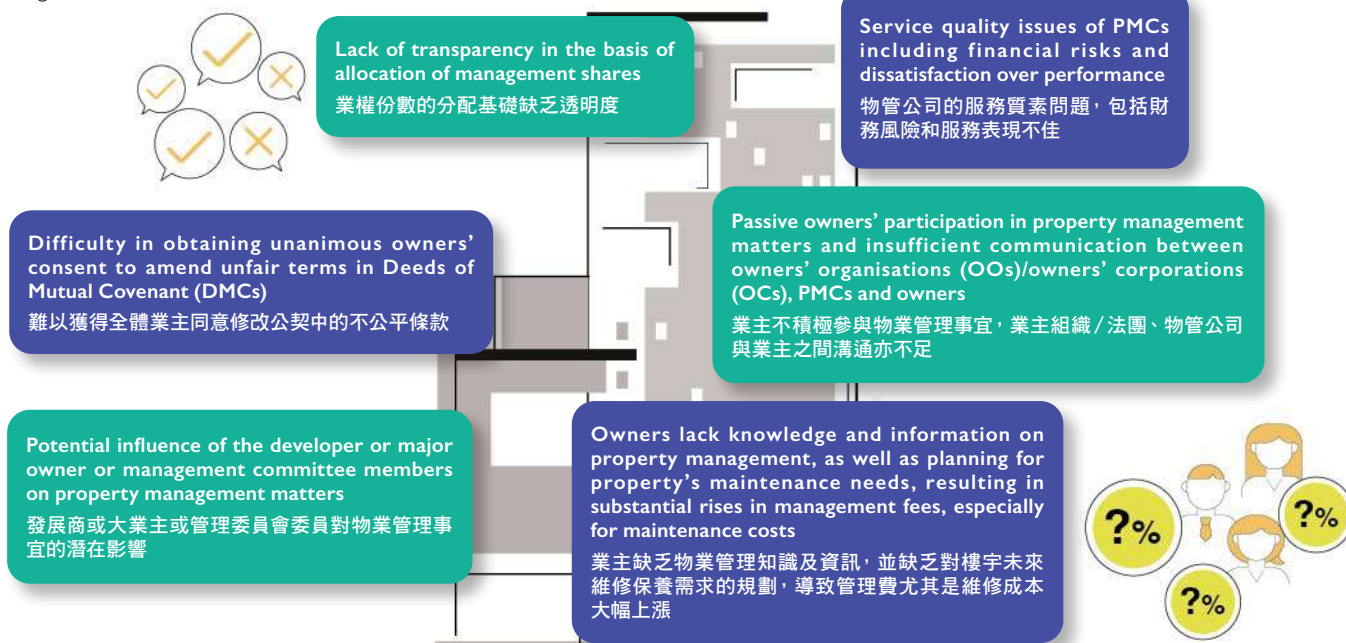 Lack of transparency in the basis of
allocation of management shares
業權份數的分配基礎缺乏透明度
Service quality issues of PMCs
including financial risks and
dissatisfaction over performance
物管公司的服務質素問題，包括財
務風險和服務表現不佳
Difficulty in obtaining unanimous owners’
consent to amend unfair terms in Deeds of
Mutual Covenant (DMCs)
難以獲得全體業主同意修改公契中的不公平條款
Passive owners’ participation in property management
matters and insufficient communication between
owners’ organisations (OOs)/owners’ corporations
(OCs), PMCs and owners
業主不積極參與物業管理事宜，業主組織/法團、物管公司
與業主之間溝通亦不足
Potential influence of the developer or major
owner or management committee members
on property management matters
發展商或大業主或管理委員會委員對物業管理事
宜的潛在影響
Owners lack knowledge and information on
property management, as well as planning for
property’s maintenance needs, resulting in
substantial rises in management fees, especially
for maintenance costs
業主缺乏物業管理知識及資訊，並缺乏對樓宇未來
維修保養需求的規劃，導致管理費尤其是維修成本
大幅上漲
?%
?%
?%